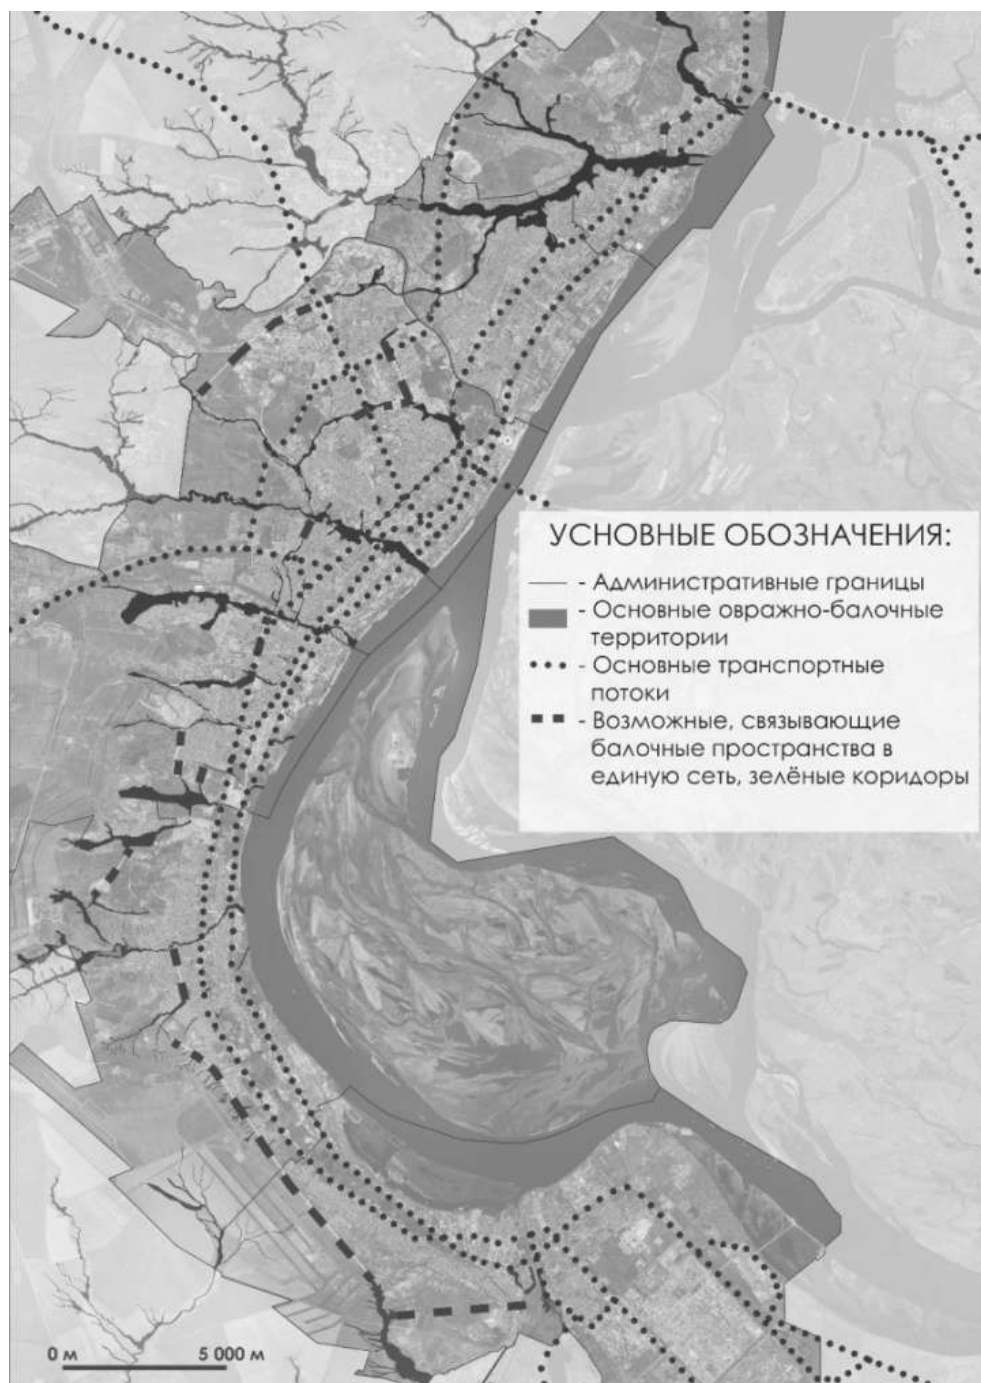 УСНОВНЫЕ ОБОЗНАЧЕНИЯ:
- Административные границы
- Основные овражно-балочные
территории
- Основные транспортные
потоки
- Возможные, связывающие
балочные пространства в
единую сеть, зелёные коридоры
0 м 5 000 м